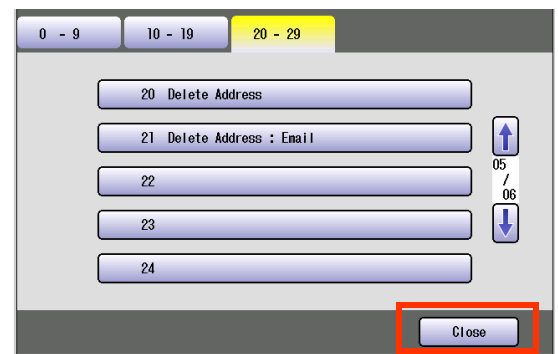 0 - 9
10 - 19
20 - 29
20 Delete Address
21 Delete Address : Email
22
23
24
05
/
06
Close